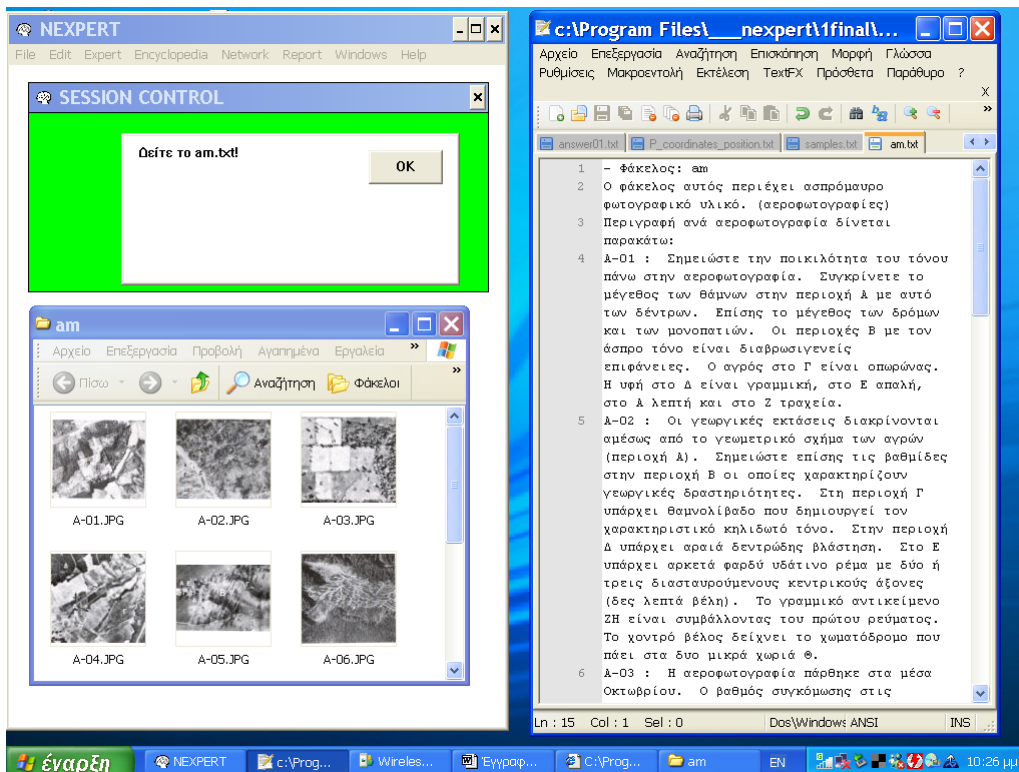 NEXPERT
File Edit Expert Encyclopedia Network Report Windows Help
SESSION CONTROL
Δείτε το am.txt!
OK
am
Αρχείο Επεξεργασία Προβολή Αγαπημένα Εργαλεία »
Πίσω Αναζήτηση Φάκελοι »
A-01.JPG A-02.JPG A-03.JPG
A-04.JPG A-05.JPG A-06.JPG
c:\Program Files\___nexpert\1final\...
Αρχείο Επεξεργασία Αναζήτηση Επισκόπηση Μορφή Γλώσσα
Ρυθμίσεις Μακροεντολή Εκτέλεση TextFX Πρόσθετα Παράθυρο ?
X
»
answer01.txt P_coordinates_position.txt samples.txt am.txt
1 - Φάκελος: am
2 Ο φάκελος αυτός περιέχει ασπρόμαυρο
φωτογραφικό υλικό. (αεροφωτογραφίες)
3 Περιγραφή ανά αεροφωτογραφία δίνεται
παρακάτω:
4 Α-01 : Σημειώστε την ποικιλότητα του τόνου
πάνω στην αεροφωτογραφία. Συγκρίνετε το
μέγεθος των θάμνων στην περιοχή Α με αυτό
των δέντρων. Επίσης το μέγεθος των δρόμων
και των μονοπατιών. Οι περιοχές Β με τον
άσπρο τόνο είναι διαβρωσιγενείς
επιφάνειες. Ο αγρός στο Γ είναι οπωρώνας.
Η υφή στο Δ είναι γραμμική, στο Ε απαλή,
στο Α λεπτή και στο Ζ τραχεία.
5 Α-02 : Οι γεωργικές εκτάσεις διακρίνονται
αμέσως από το γεωμετρικό σχήμα των αγρών
(περιοχή Α). Σημειώστε επίσης τις βαθμίδες
στην περιοχή Β οι οποίες χαρακτηρίζουν
γεωργικές δραστηριότητες. Στη περιοχή Γ
υπάρχει θαμνολίβαδο που δημιουργεί τον
χαρακτηριστικό κηλιδωτό τόνο. Στην περιοχή
Δ υπάρχει αραιά δεντρώδης βλάστηση. Στο Ε
υπάρχει αρκετά φαρδύ υδάτινο ρέμα με δύο ή
τρεις διασταυρούμενους κεντρικούς άξονες
(δες λεπτά βέλη). Το γραμμικό αντικείμενο
ΖΗ είναι συμβάλλοντας του πρώτου ρεύματος.
Το χοντρό βέλος δείχνει το χωματόδρομο που
πάει στα δυο μικρά χωριά Θ.
6 Α-03 : Η αεροφωτογραφία πάρθηκε στα μέσα
Οκτωβρίου. Ο βαθμός συγκόμωσης στις
Ln : 15 Col : 1 Sel : 0 Dos\Windows ANSI INS
έναρξη NEXPERT c:\Prog... Wireles... Έγγραφ... C:\Prog... am EN 10:26 μμ